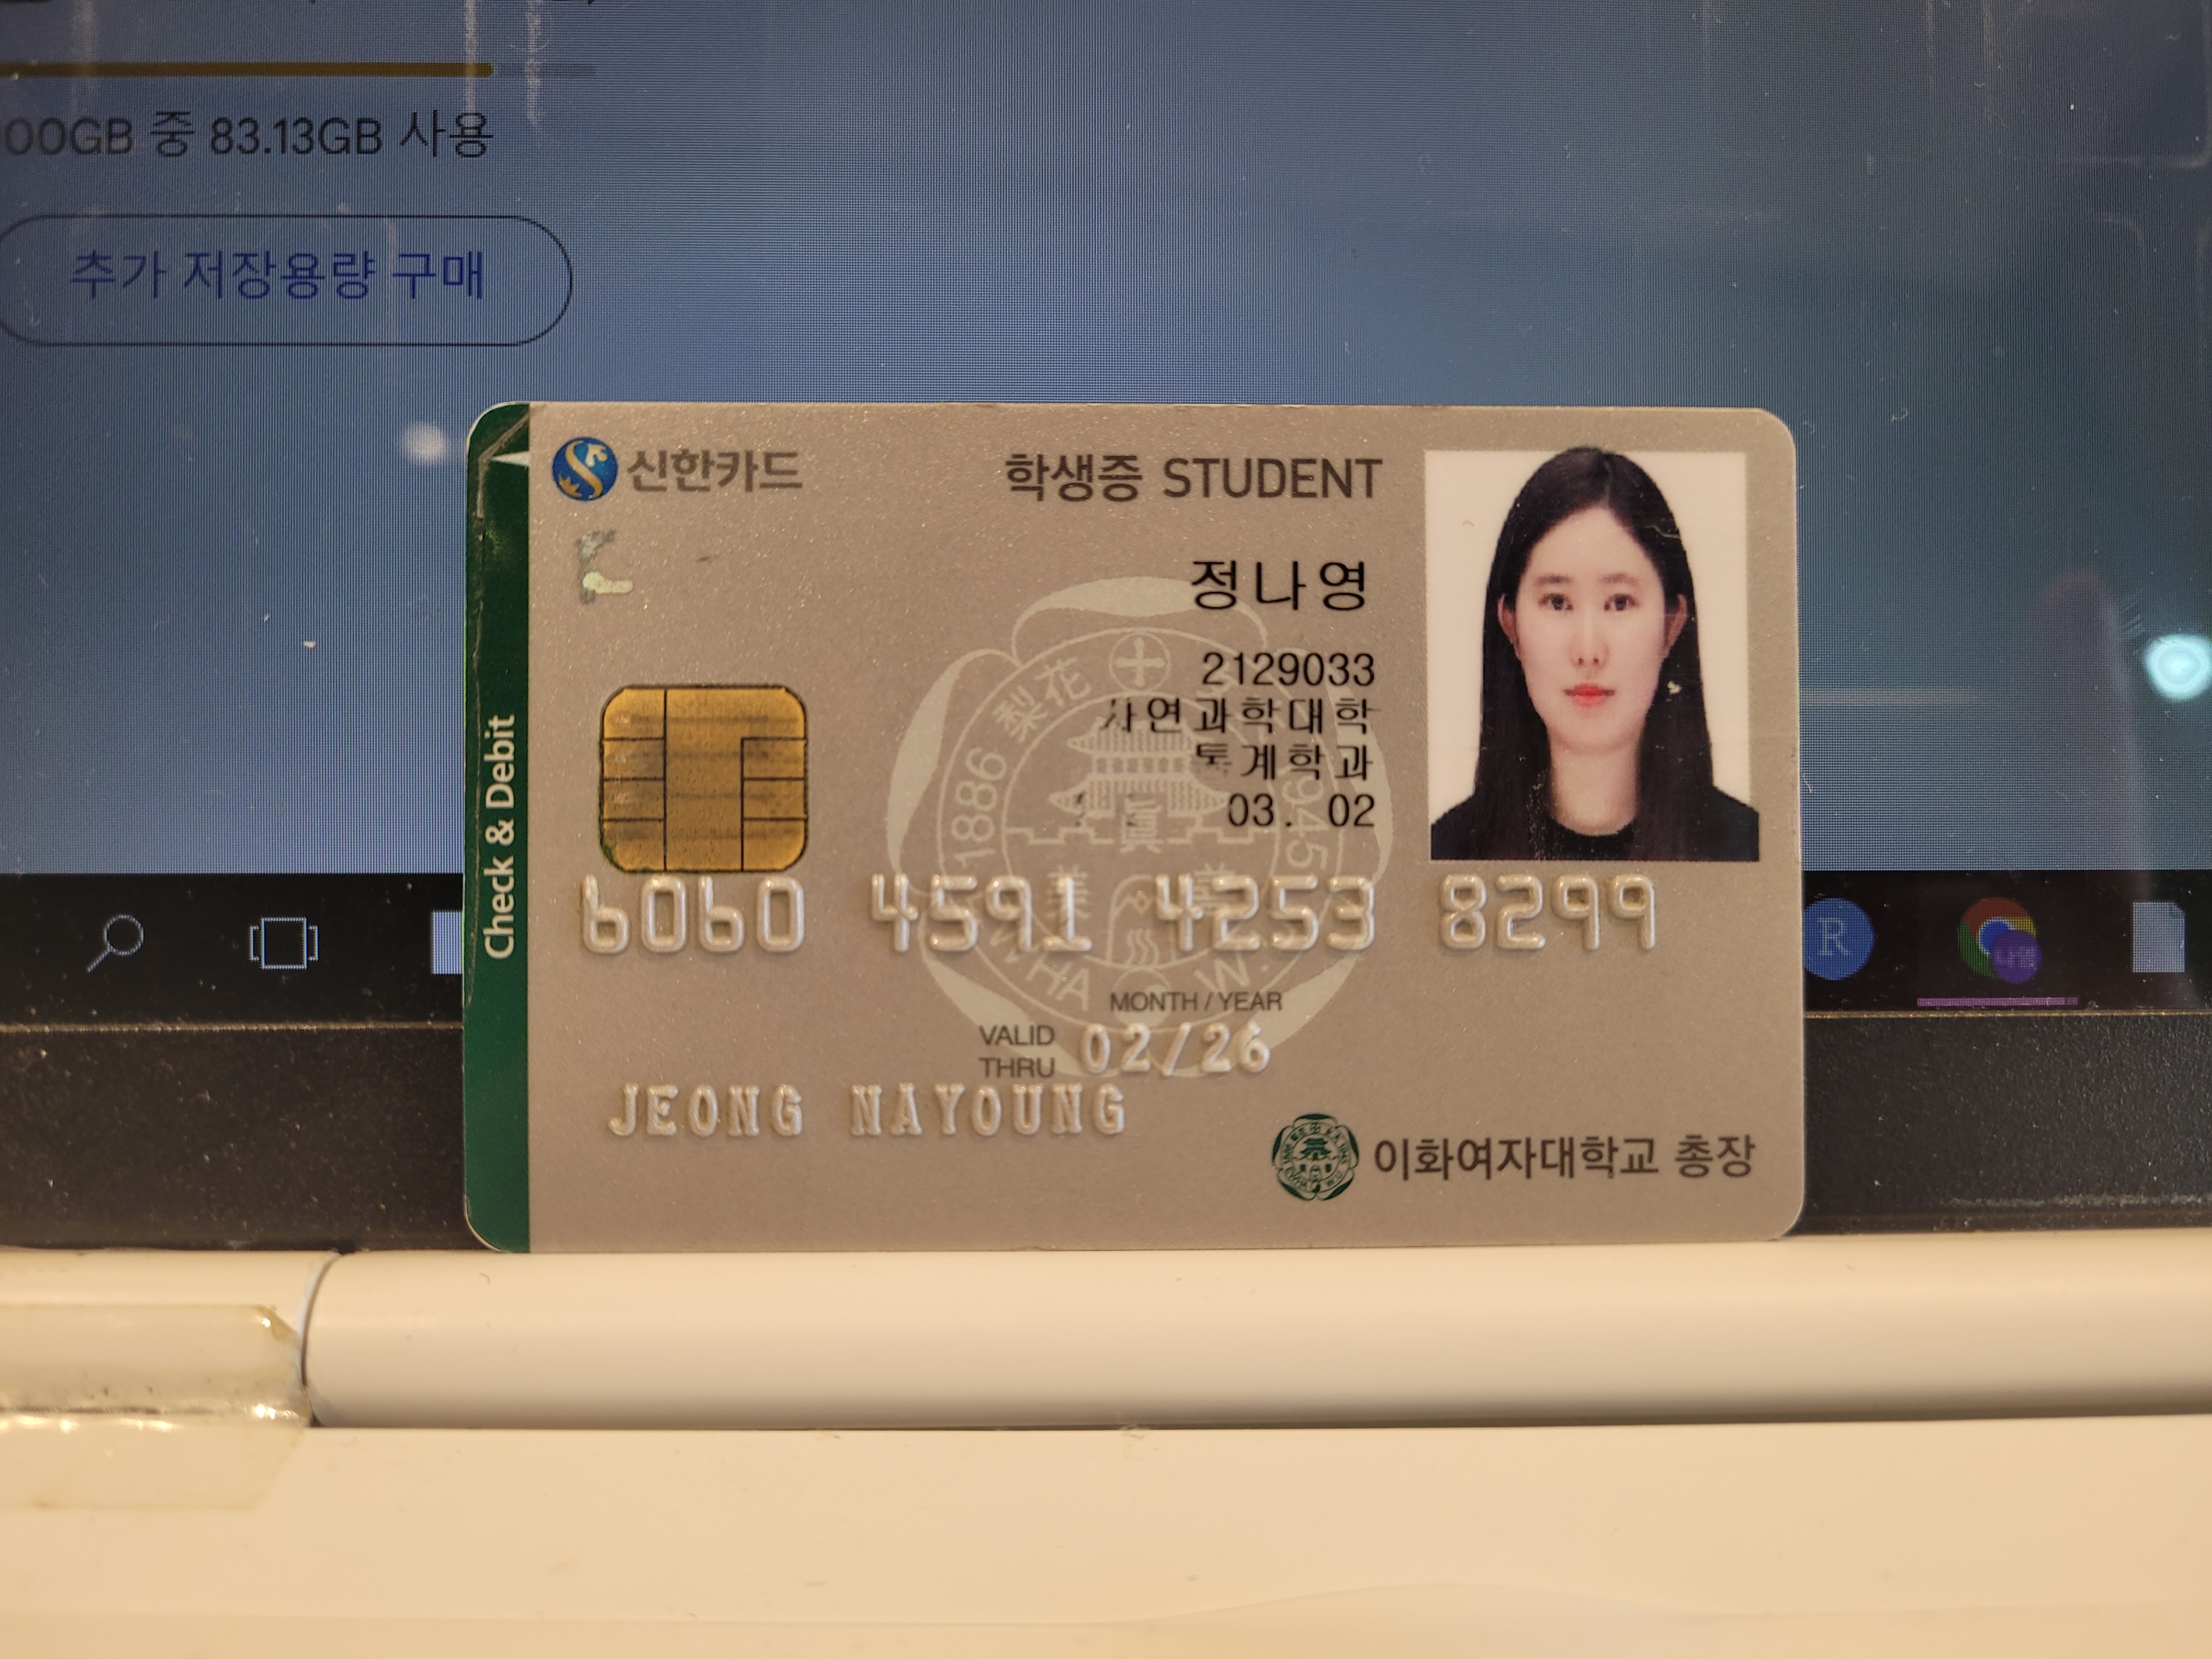 00GB 중 83.13GB 사용
추가 저장용량 구매
신한카드
학생증 STUDENT
정나영
2129033
자연과학대학
통계학과
03. 02
Check & Debit
1886 梨花
1945
眞
美
善
EWHA W.
6060 4591 4253 8299
MONTH / YEAR
VALID THRU 02/26
JEONG NAYOUNG
이화여자대학교 총장
R
나영